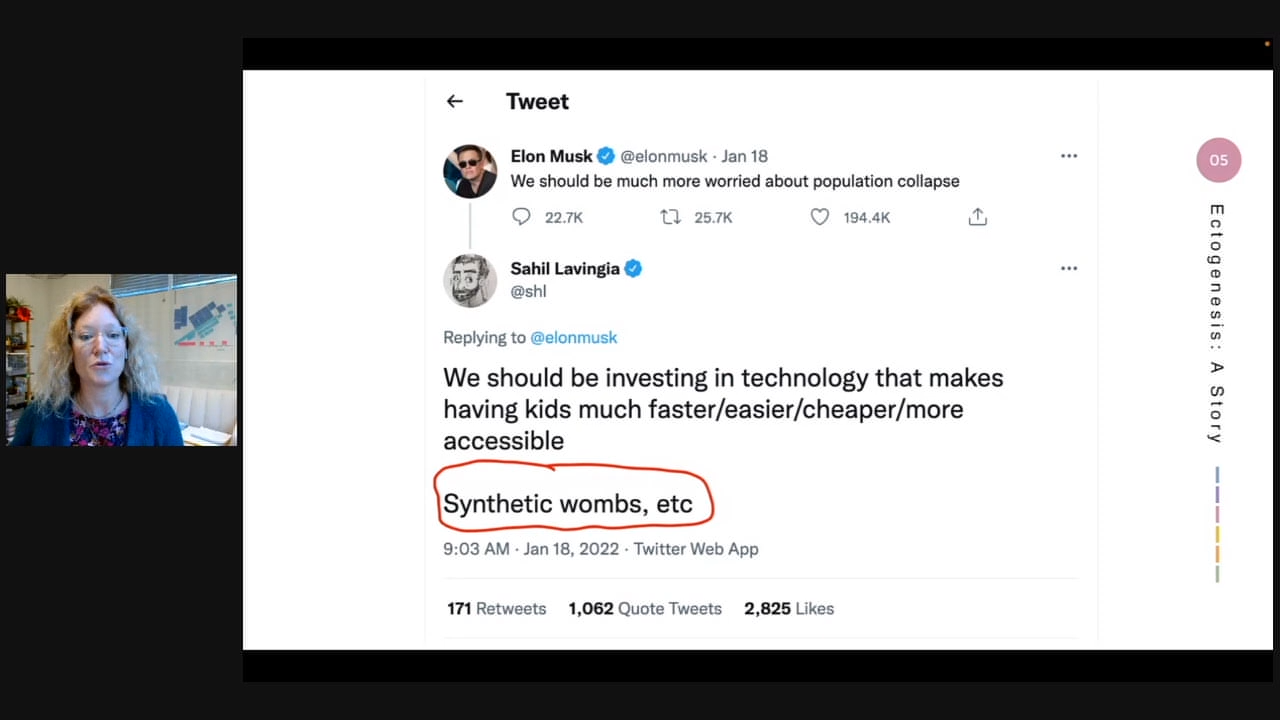 Tweet
Elon Musk @elonmusk · Jan 18
We should be much more worried about population collapse
22.7K 25.7K 194.4K
Sahil Lavingia
@shl
Replying to @elonmusk
We should be investing in technology that makes
having kids much faster/easier/cheaper/more
accessible
Synthetic wombs, etc
9:03 AM · Jan 18, 2022 · Twitter Web App
171 Retweets 1,062 Quote Tweets 2,825 Likes
05
Ectogenesis: A Story